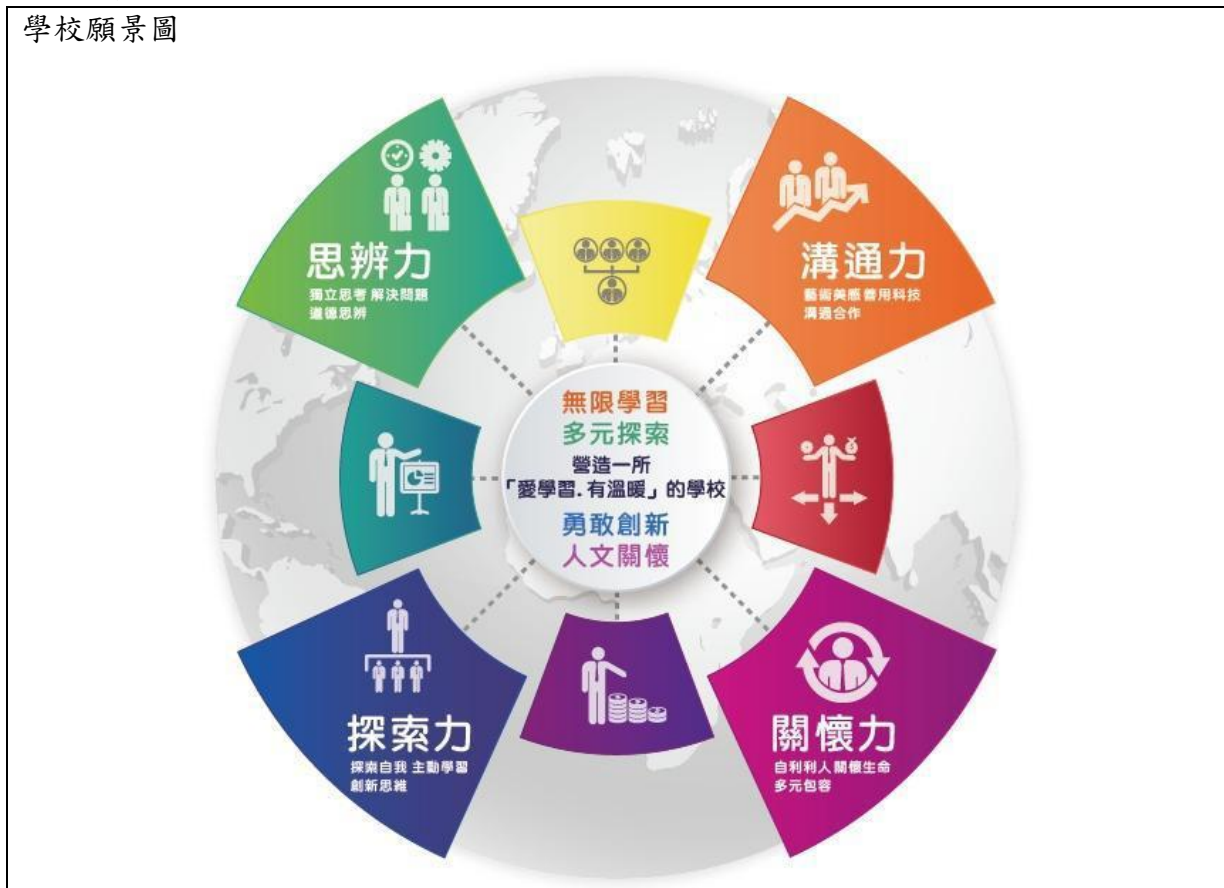 學校願景圖
思辨力
獨立思考 解決問題
道德思辨
溝通力
藝術美感 善用科技
溝通合作
無限學習
多元探索
營造一所
「愛學習.有溫暖」的學校
勇敢創新
人文關懷
探索力
探索自我 主動學習
創新思維
關懷力
自利利人 關懷生命
多元包容